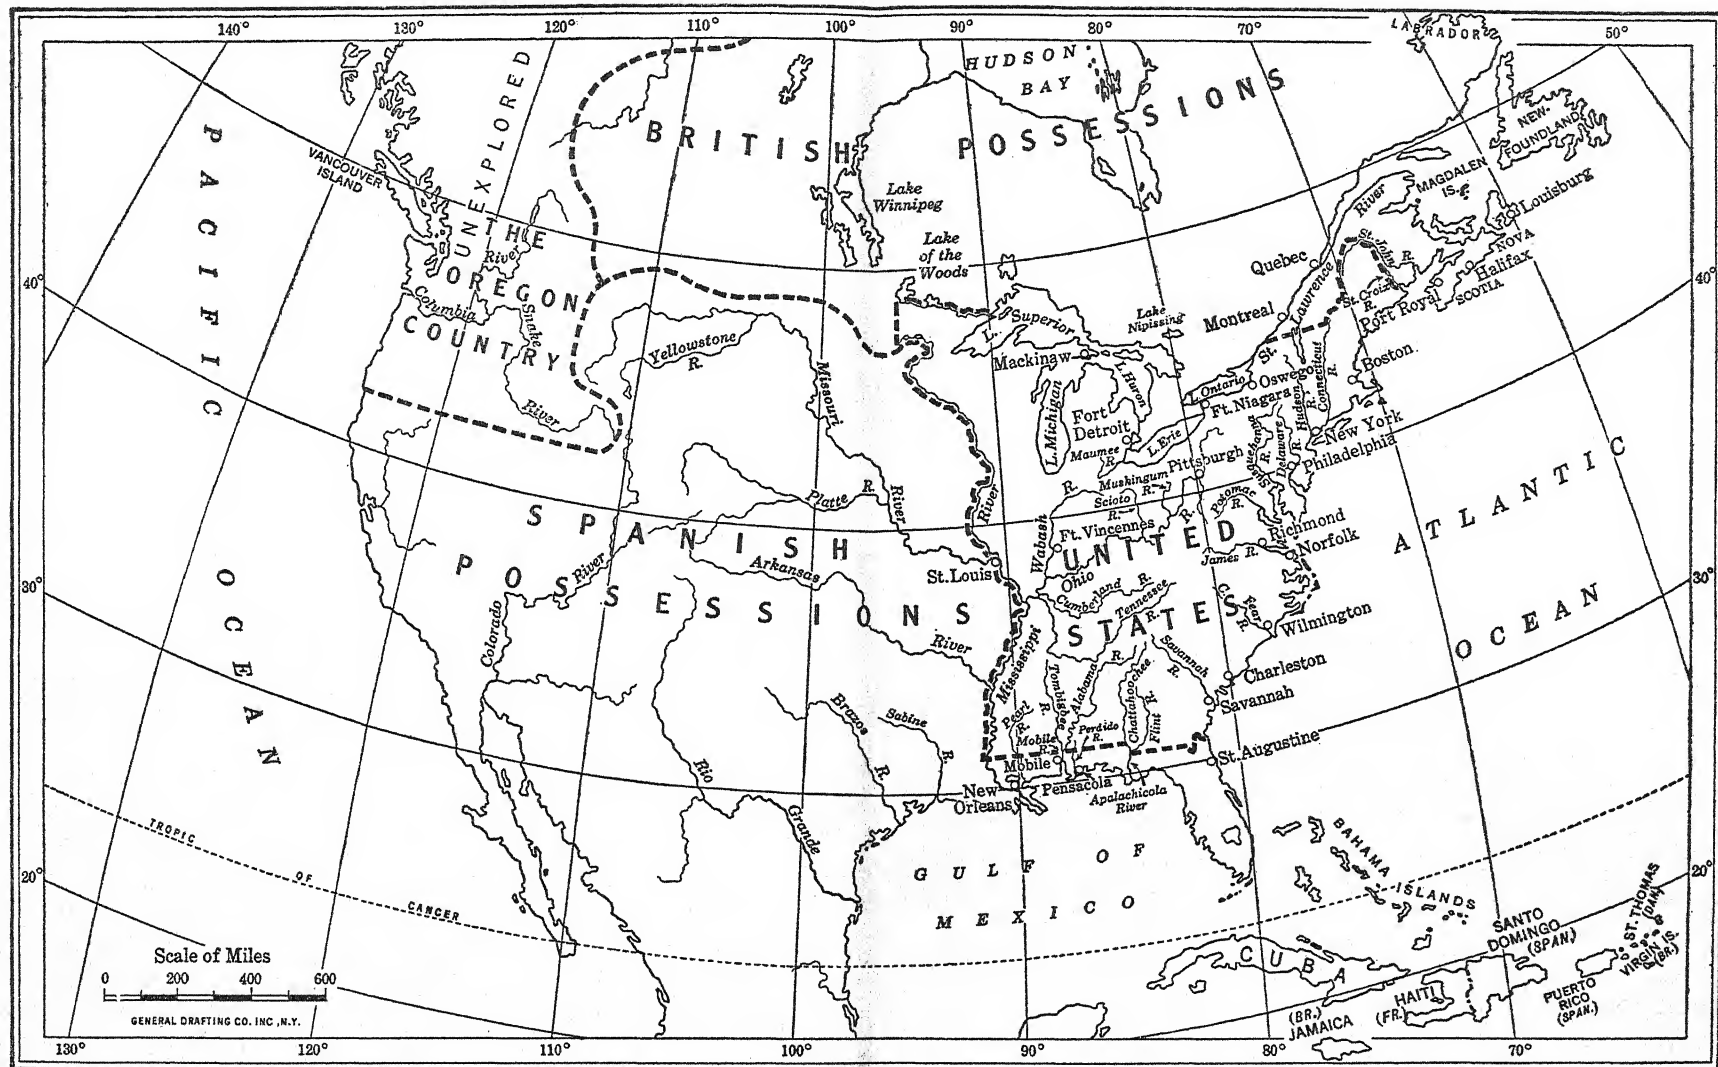 140°
130°
120°
110°
100°
90°
80°
70°
50°
LABRADOR
HUDSON
BAY
UNEXPLORED
BRITISH POSSESSIONS
NEW-
FOUNDLAND
PACIFIC OCEAN
VANCOUVER
ISLAND
Lake
Winnipeg
River
MAGDALEN
IS.
Louisburg
THE
OREGON
COUNTRY
River
Lake
of the
Woods
Quebec
St. John
R.
NOVA
SCOTIA
Halifax
40°
40°
Columbia
Snake
River
St. Lawrence
St. Croix
R.
Port Royal
L. Superior
Lake
Nipissing
Montreal
Yellowstone
R.
Missouri
River
Mackinaw
L. Huron
L. Michigan
L. Ontario
Oswego
Boston
Ft. Niagara
Hudson
R.
Connecticut
R.
Fort
Detroit
New York
Philadelphia
Maumee
R.
L. Erie
Pittsburgh
Susquehanna
R.
Delaware
R.
Muskingum
R.
Scioto
R.
Potomac
R.
Platte R.
River
Wabash
R.
Ft. Vincennes
R.
Richmond
Norfolk
James R.
ATLANTIC
OCEAN
SPANISH
POSSESSIONS
UNITED
STATES
Arkansas
River
St. Louis
Ohio
Cumberland R.
Tennessee
R.
C. Fear
R.
Wilmington
30°
30°
Colorado
River
Mississippi
Savannah
R.
Charleston
Savannah
Pearl
R.
Tombigbee
R.
Alabama
R.
Chattahoochee
Flint
R.
Brazos
R.
Sabine
R.
Mobile
R.
Perdido
R.
Mobile
St. Augustine
New
Orleans
Pensacola
Apalachicola
River
Rio
Grande
GULF OF
MEXICO
BAHAMA ISLANDS
TROPIC OF CANCER
20°
20°
SANTO
DOMINGO
(SPAN.)
ST. THOMAS
(DAN.)
VIRGIN IS.
(BR.)
CUBA
HAITI
(FR.)
PUERTO
RICO
(SPAN.)
(BR.)
JAMAICA
Scale of Miles
0 200 400 600
GENERAL DRAFTING CO. INC., N.Y.
130°
120°
110°
100°
90°
80°
70°